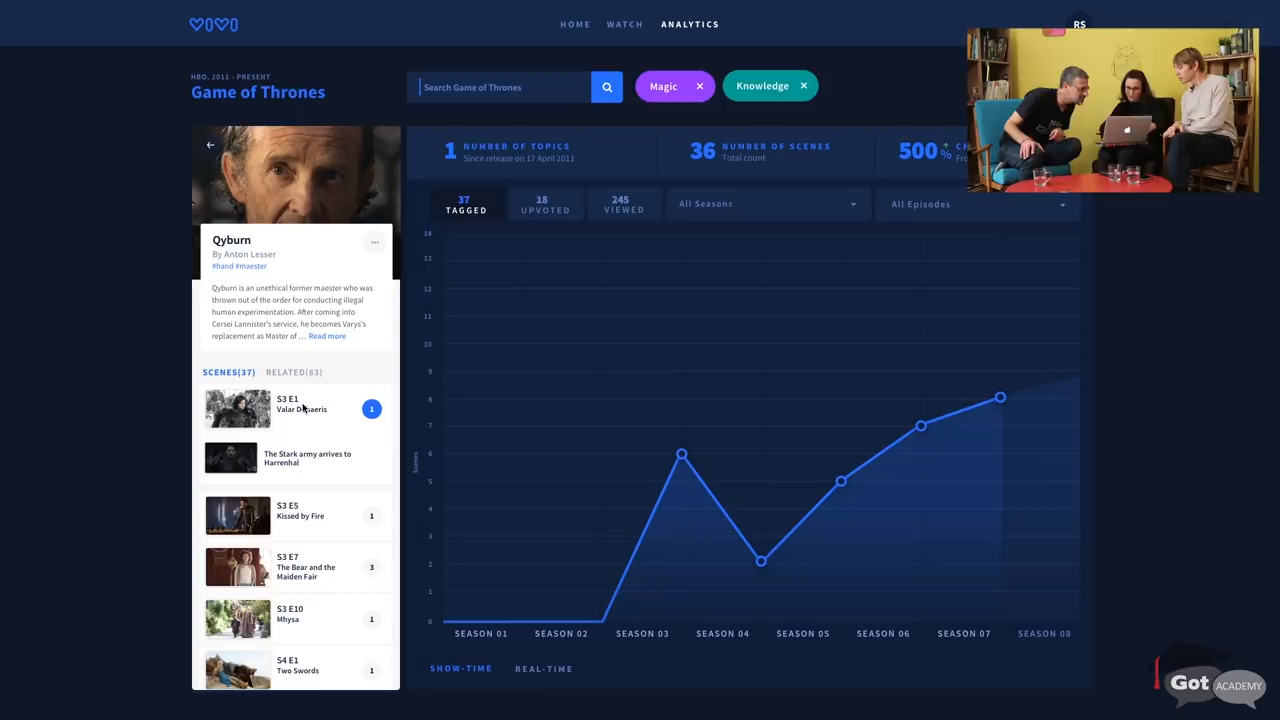 HOME WATCH ANALYTICS
RS
HBO, 2011 - PRESENT
Game of Thrones
Search Game of Thrones
Magic ×
Knowledge ×
1 NUMBER OF TOPICS
Since release on 17 April 2011
36 NUMBER OF SCENES
Total count
500 %
37
TAGGED
18
UPVOTED
245
VIEWED
All Seasons
All Episodes
Qyburn
By Anton Lesser
#hand #maester
Qyburn is an unethical former maester who was
thrown out of the order for conducting illegal
human experimentation. After coming into
Cersei Lannister's service, he becomes Varys's
replacement as Master of ... Read more
SCENES(37) RELATED(83)
S3 E1
Valar
1
The Stark army arrives to
Harrenhal
S3 E5
Kissed by Fire
1
S3 E7
The Bear and the
Maiden Fair
3
S3 E10
Mhysa
1
S4 E1
Two Swords
1
14
13
12
11
10
9
8
7
6
5
4
3
2
1
0
Scenes
SEASON 01 SEASON 02 SEASON 03 SEASON 04 SEASON 05 SEASON 06 SEASON 07 SEASON 08
SHOW-TIME REAL-TIME
Got ACADEMY